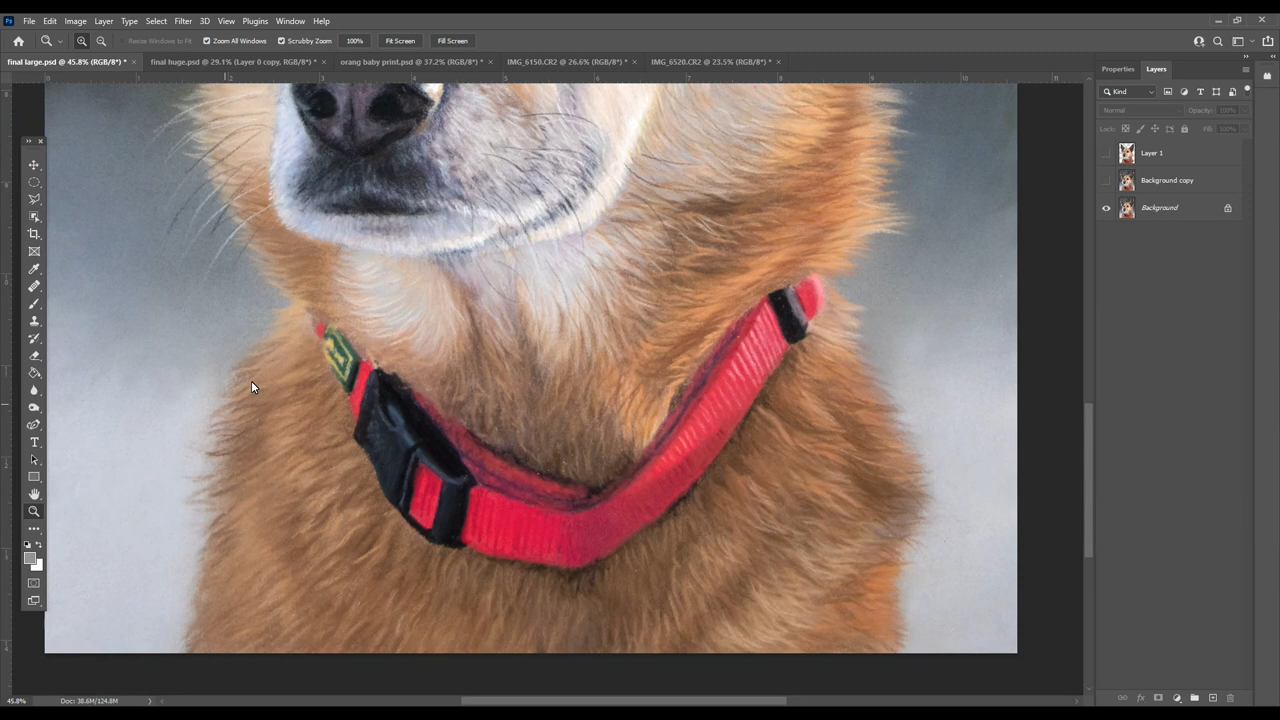 File Edit Image Layer Type Select Filter 3D View Plugins Window Help
Resize Windows to Fit Zoom All Windows Scrubby Zoom 100% Fit Screen Fill Screen
final large.psd @ 45.8% (RGB/8*) * × final huge.psd @ 29.1% (Layer 0 copy, RGB/8*) * × orang baby print.psd @ 37.2% (RGB/8*) * × IMG_6150.CR2 @ 26.6% (RGB/8*) * × IMG_6520.CR2 @ 23.5% (RGB/8*) * ×
Properties Layers
Kind
Normal Opacity: 100%
Lock: Fill: 100%
Layer 1
Background copy
Background
45.8% Doc: 38.6M/124.8M